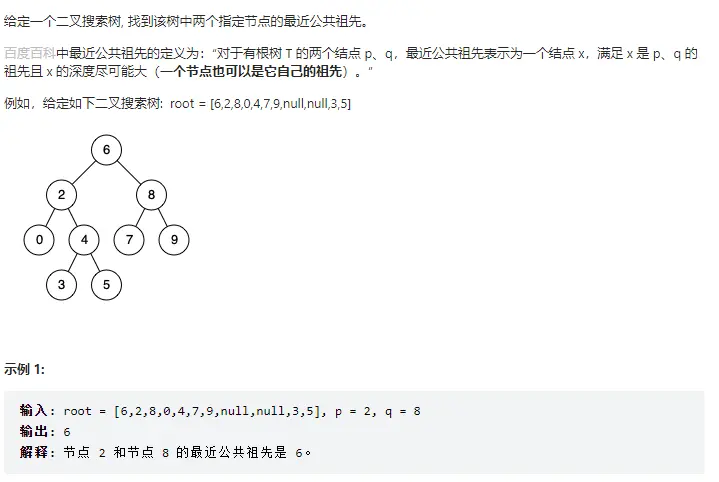 给定一个二叉搜索树, 找到该树中两个指定节点的最近公共祖先。
百度百科中最近公共祖先的定义为：“对于有根树 T 的两个结点 p、q，最近公共祖先表示为一个结点 x，满足 x 是 p、q 的
祖先且 x 的深度尽可能大（一个节点也可以是它自己的祖先）。”
例如，给定如下二叉搜索树:  root = [6,2,8,0,4,7,9,null,null,3,5]
6
2 8
0 4 7 9
3 5
示例 1:
输入: root = [6,2,8,0,4,7,9,null,null,3,5], p = 2, q = 8
输出: 6
解释: 节点 2 和节点 8 的最近公共祖先是 6。